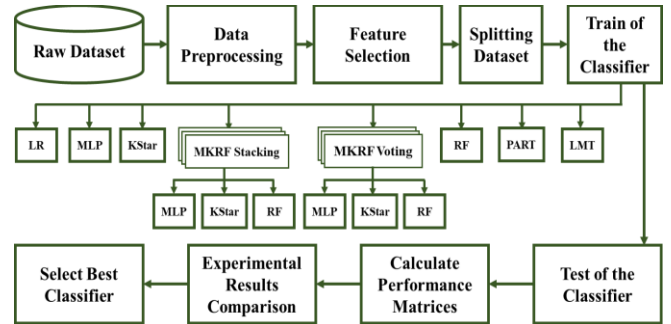 Raw Dataset
Data
Preprocessing
Feature
Selection
Splitting
Dataset
Train of
the
Classifier
LR
MLP
KStar
MKRF Stacking
MKRF Voting
RF
PART
LMT
MLP
KStar
RF
MLP
KStar
RF
Select Best
Classifier
Experimental
Results
Comparison
Calculate
Performance
Matrices
Test of the
Classifier